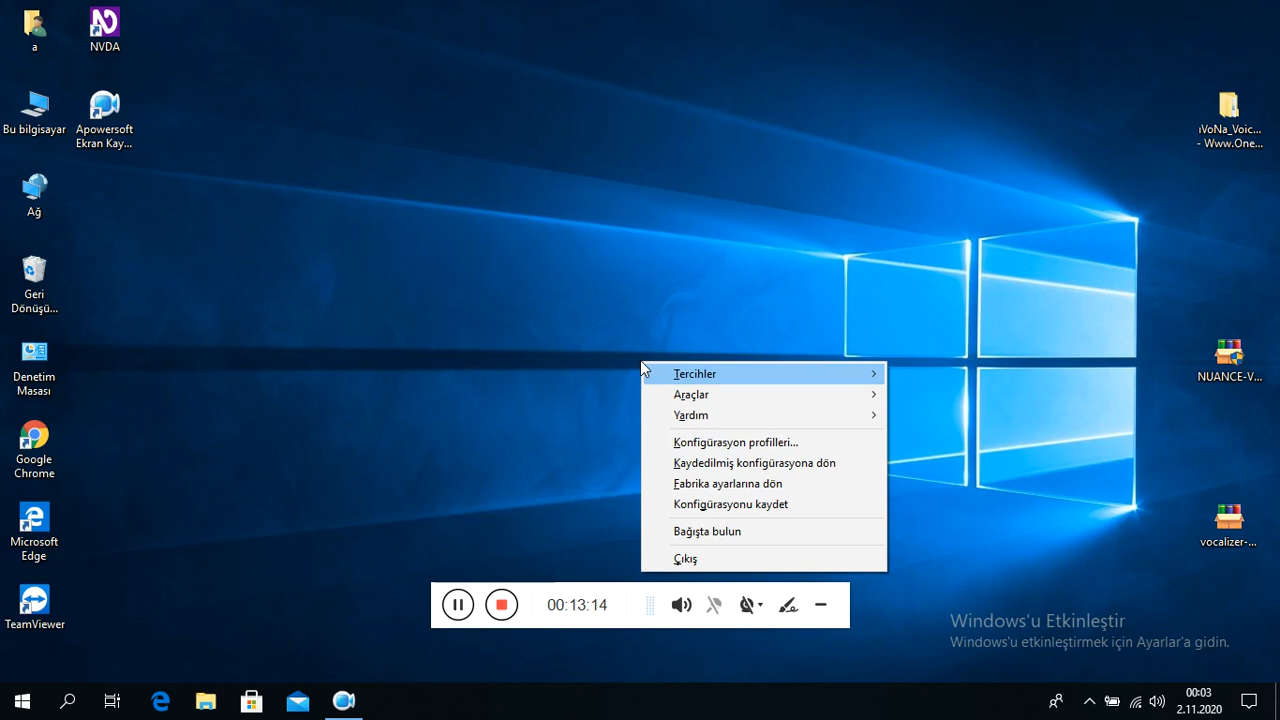 a
NVDA
Bu bilgisayar
Apowersoft
Ekran Kay...
Ağ
Geri
Dönüşü...
Denetim
Masası
Google
Chrome
Microsoft
Edge
TeamViewer
iVoNa_Voic...
- Www.One...
NUANCE-V...
vocalizer-...
Tercihler
Araçlar
Yardım
Konfigürasyon profilleri...
Kaydedilmiş konfigürasyona dön
Fabrika ayarlarına dön
Konfigürasyonu kaydet
Bağışta bulun
Çıkış
00:13:14
Windows'u Etkinleştir
Windows'u etkinleştirmek için Ayarlar'a gidin.
00:03
2.11.2020